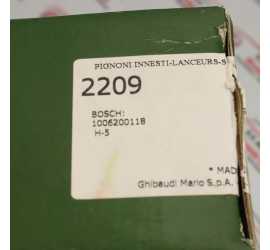 PIGNONI INNESTI-LANCEURS-S
2209
BOSCH:
1006200118
H-5
* MAD
Ghibaudi Mario S.p.A.